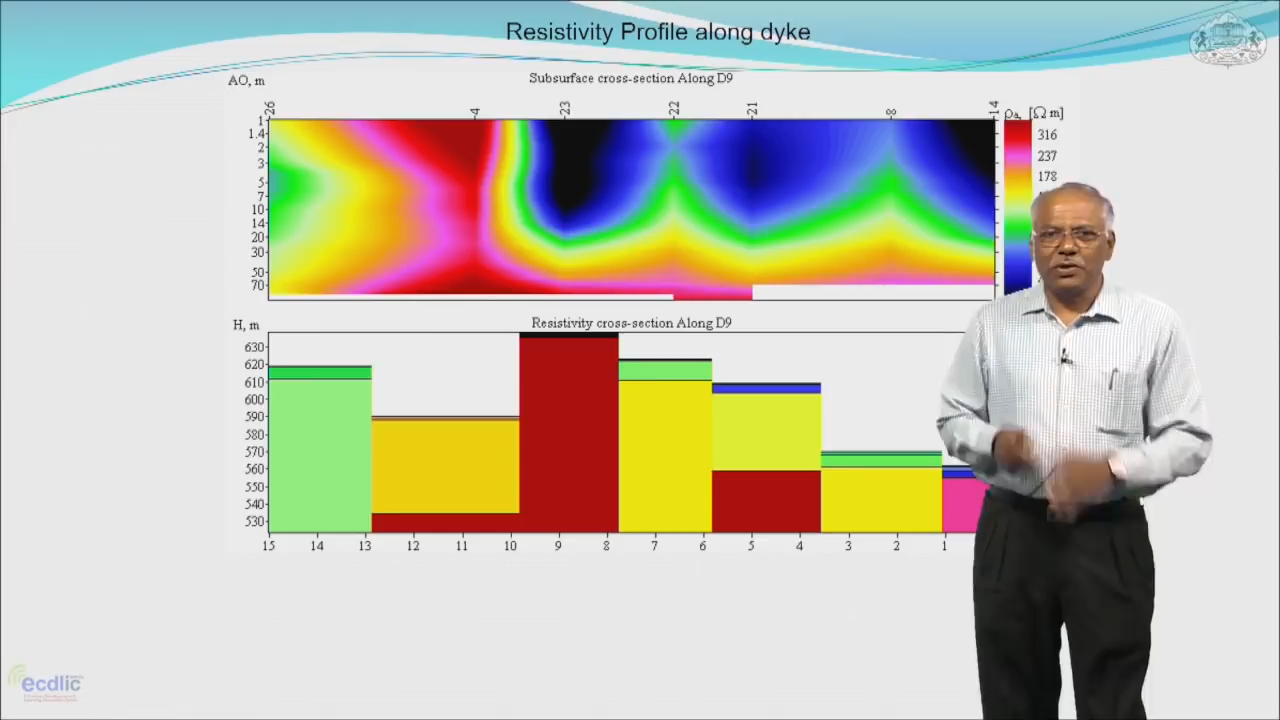 Resistivity Profile along dyke
AO, m
Subsurface cross-section Along D9
26 4 23 22 21 8 14
ρa, [Ω m]
1
1.4
2
3
5
7
10
14
20
30
50
70
316
237
178
H, m
Resistivity cross-section Along D9
630
620
610
600
590
580
570
560
550
540
530
15 14 13 12 11 10 9 8 7 6 5 4 3 2 1
ecdlic